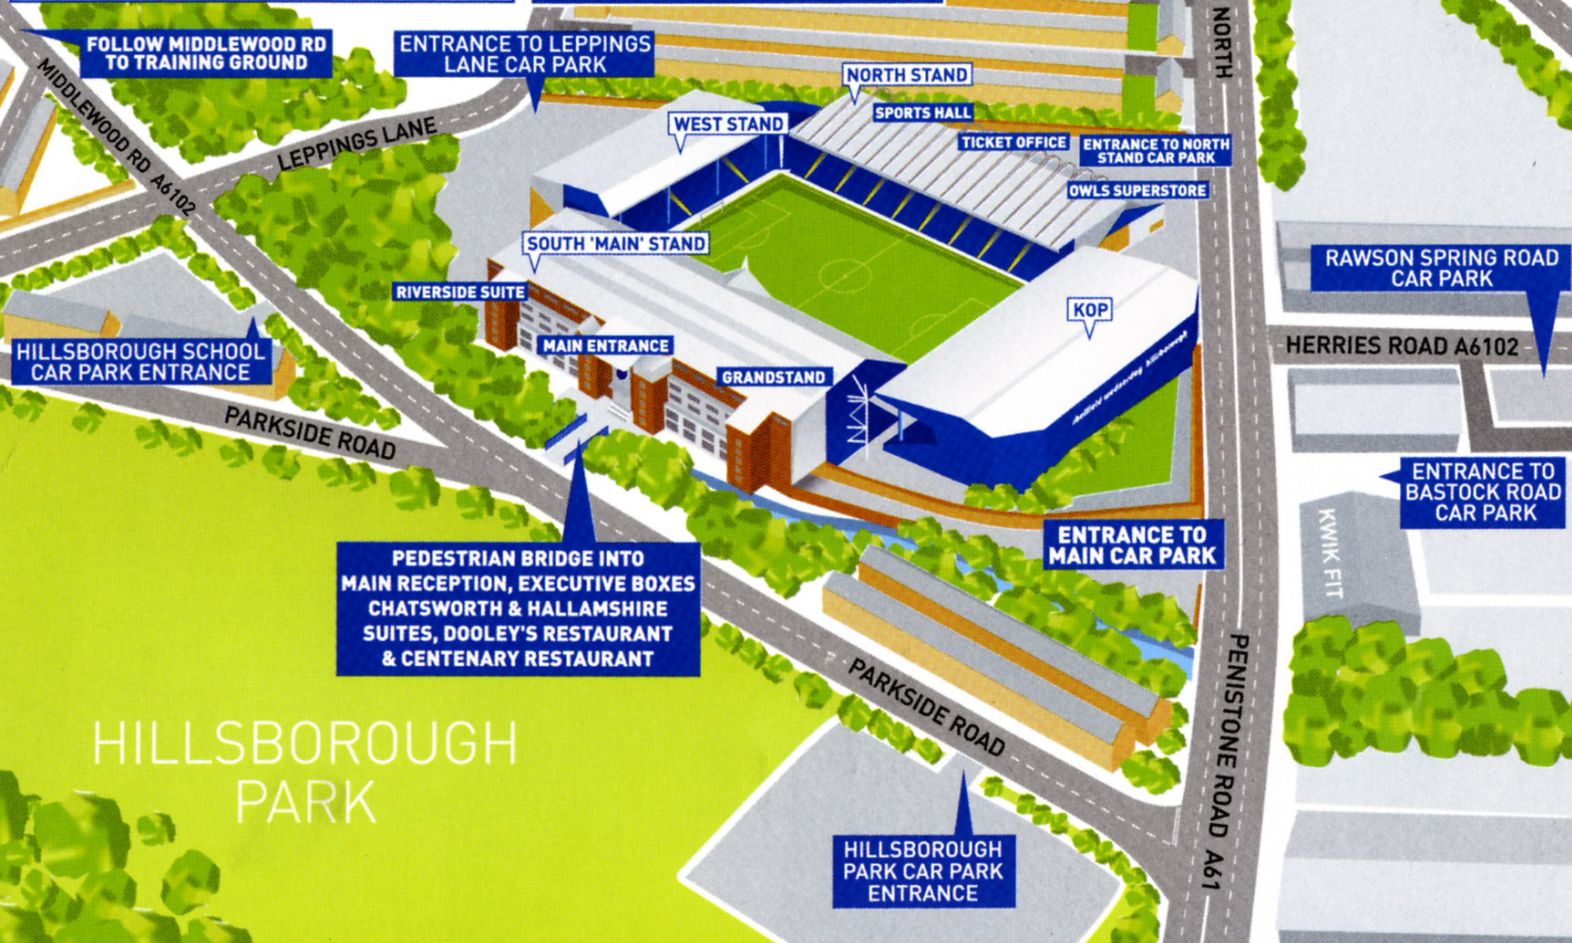 FOLLOW MIDDLEWOOD RD
TO TRAINING GROUND
ENTRANCE TO LEPPINGS
LANE CAR PARK
NORTH
MIDDLEWOOD RD A6102
LEPPINGS LANE
NORTH STAND
SPORTS HALL
WEST STAND
TICKET OFFICE
ENTRANCE TO NORTH
STAND CAR PARK
OWLS SUPERSTORE
SOUTH 'MAIN' STAND
RIVERSIDE SUITE
RAWSON SPRING ROAD
CAR PARK
KOP
MAIN ENTRANCE
GRANDSTAND
HILLSBOROUGH SCHOOL
CAR PARK ENTRANCE
HERRIES ROAD A6102
sheffield wednesday hillsborough
PARKSIDE ROAD
ENTRANCE TO
BASTOCK ROAD
CAR PARK
KWIK FIT
ENTRANCE TO
MAIN CAR PARK
PEDESTRIAN BRIDGE INTO
MAIN RECEPTION, EXECUTIVE BOXES
CHATSWORTH & HALLAMSHIRE
SUITES, DOOLEY'S RESTAURANT
& CENTENARY RESTAURANT
PARKSIDE ROAD
PENISTONE ROAD A61
HILLSBOROUGH
PARK
HILLSBOROUGH
PARK CAR PARK
ENTRANCE